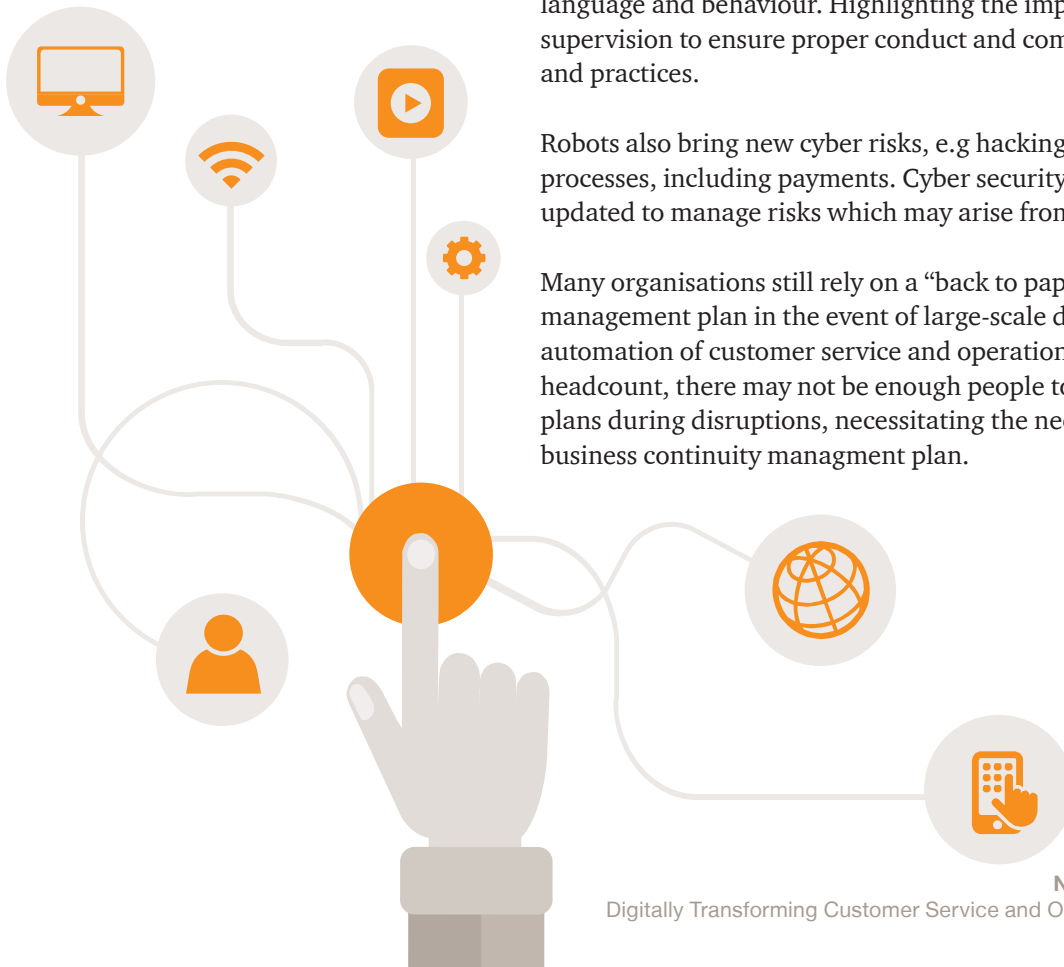 language and behaviour. Highlighting the imp
supervision to ensure proper conduct and com
and practices.
Robots also bring new cyber risks, e.g hacking
processes, including payments. Cyber security
updated to manage risks which may arise from
Many organisations still rely on a “back to pap
management plan in the event of large-scale d
automation of customer service and operation
headcount, there may not be enough people to
plans during disruptions, necessitating the nee
business continuity managment plan.
N
Digitally Transforming Customer Service and O